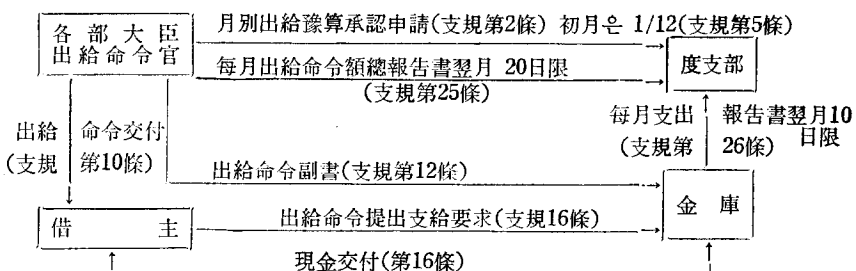 各部大臣
出給命令官
月別出給豫算承認申請(支規第2條) 初月은 1/12(支規第5條)
每月出給命令額總報告書翌月 20日限
(支規第25條)
度支部
出給 命令交付
(支規 第10條)
每月支出 報告書翌月10日限
(支規第 26條)
出給命令副書(支規第12條)
借主
出給命令提出支給要求(支規16條)
金庫
現金交付(第16條)